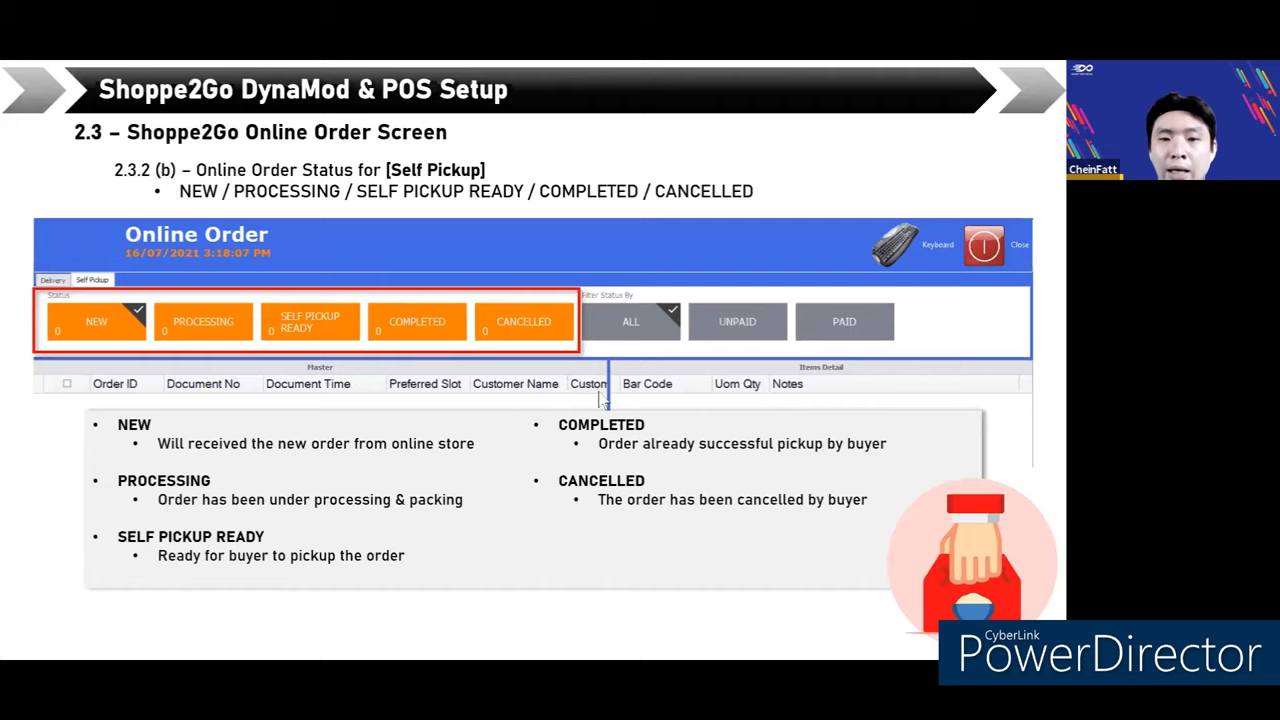 Shoppe2Go DynaMod & POS Setup
2.3 – Shoppe2Go Online Order Screen
2.3.2 (b) – Online Order Status for [Self Pickup]
• NEW / PROCESSING / SELF PICKUP READY / COMPLETED / CANCELLED
Online Order
16/07/2021 3:18:07 PM
Keyboard
Close
Delivery
Self Pickup
Status
NEW
0
PROCESSING
0
SELF PICKUP
READY
0
COMPLETED
0
CANCELLED
0
Filter Status By
ALL
UNPAID
PAID
Master
Items Detail
Order ID Document No Document Time Preferred Slot Customer Name Custom Bar Code Uom Qty Notes
• NEW
• Will received the new order from online store
• PROCESSING
• Order has been under processing & packing
• SELF PICKUP READY
• Ready for buyer to pickup the order
• COMPLETED
• Order already successful pickup by buyer
• CANCELLED
• The order has been cancelled by buyer
CheinFatt
CyberLink
PowerDirector